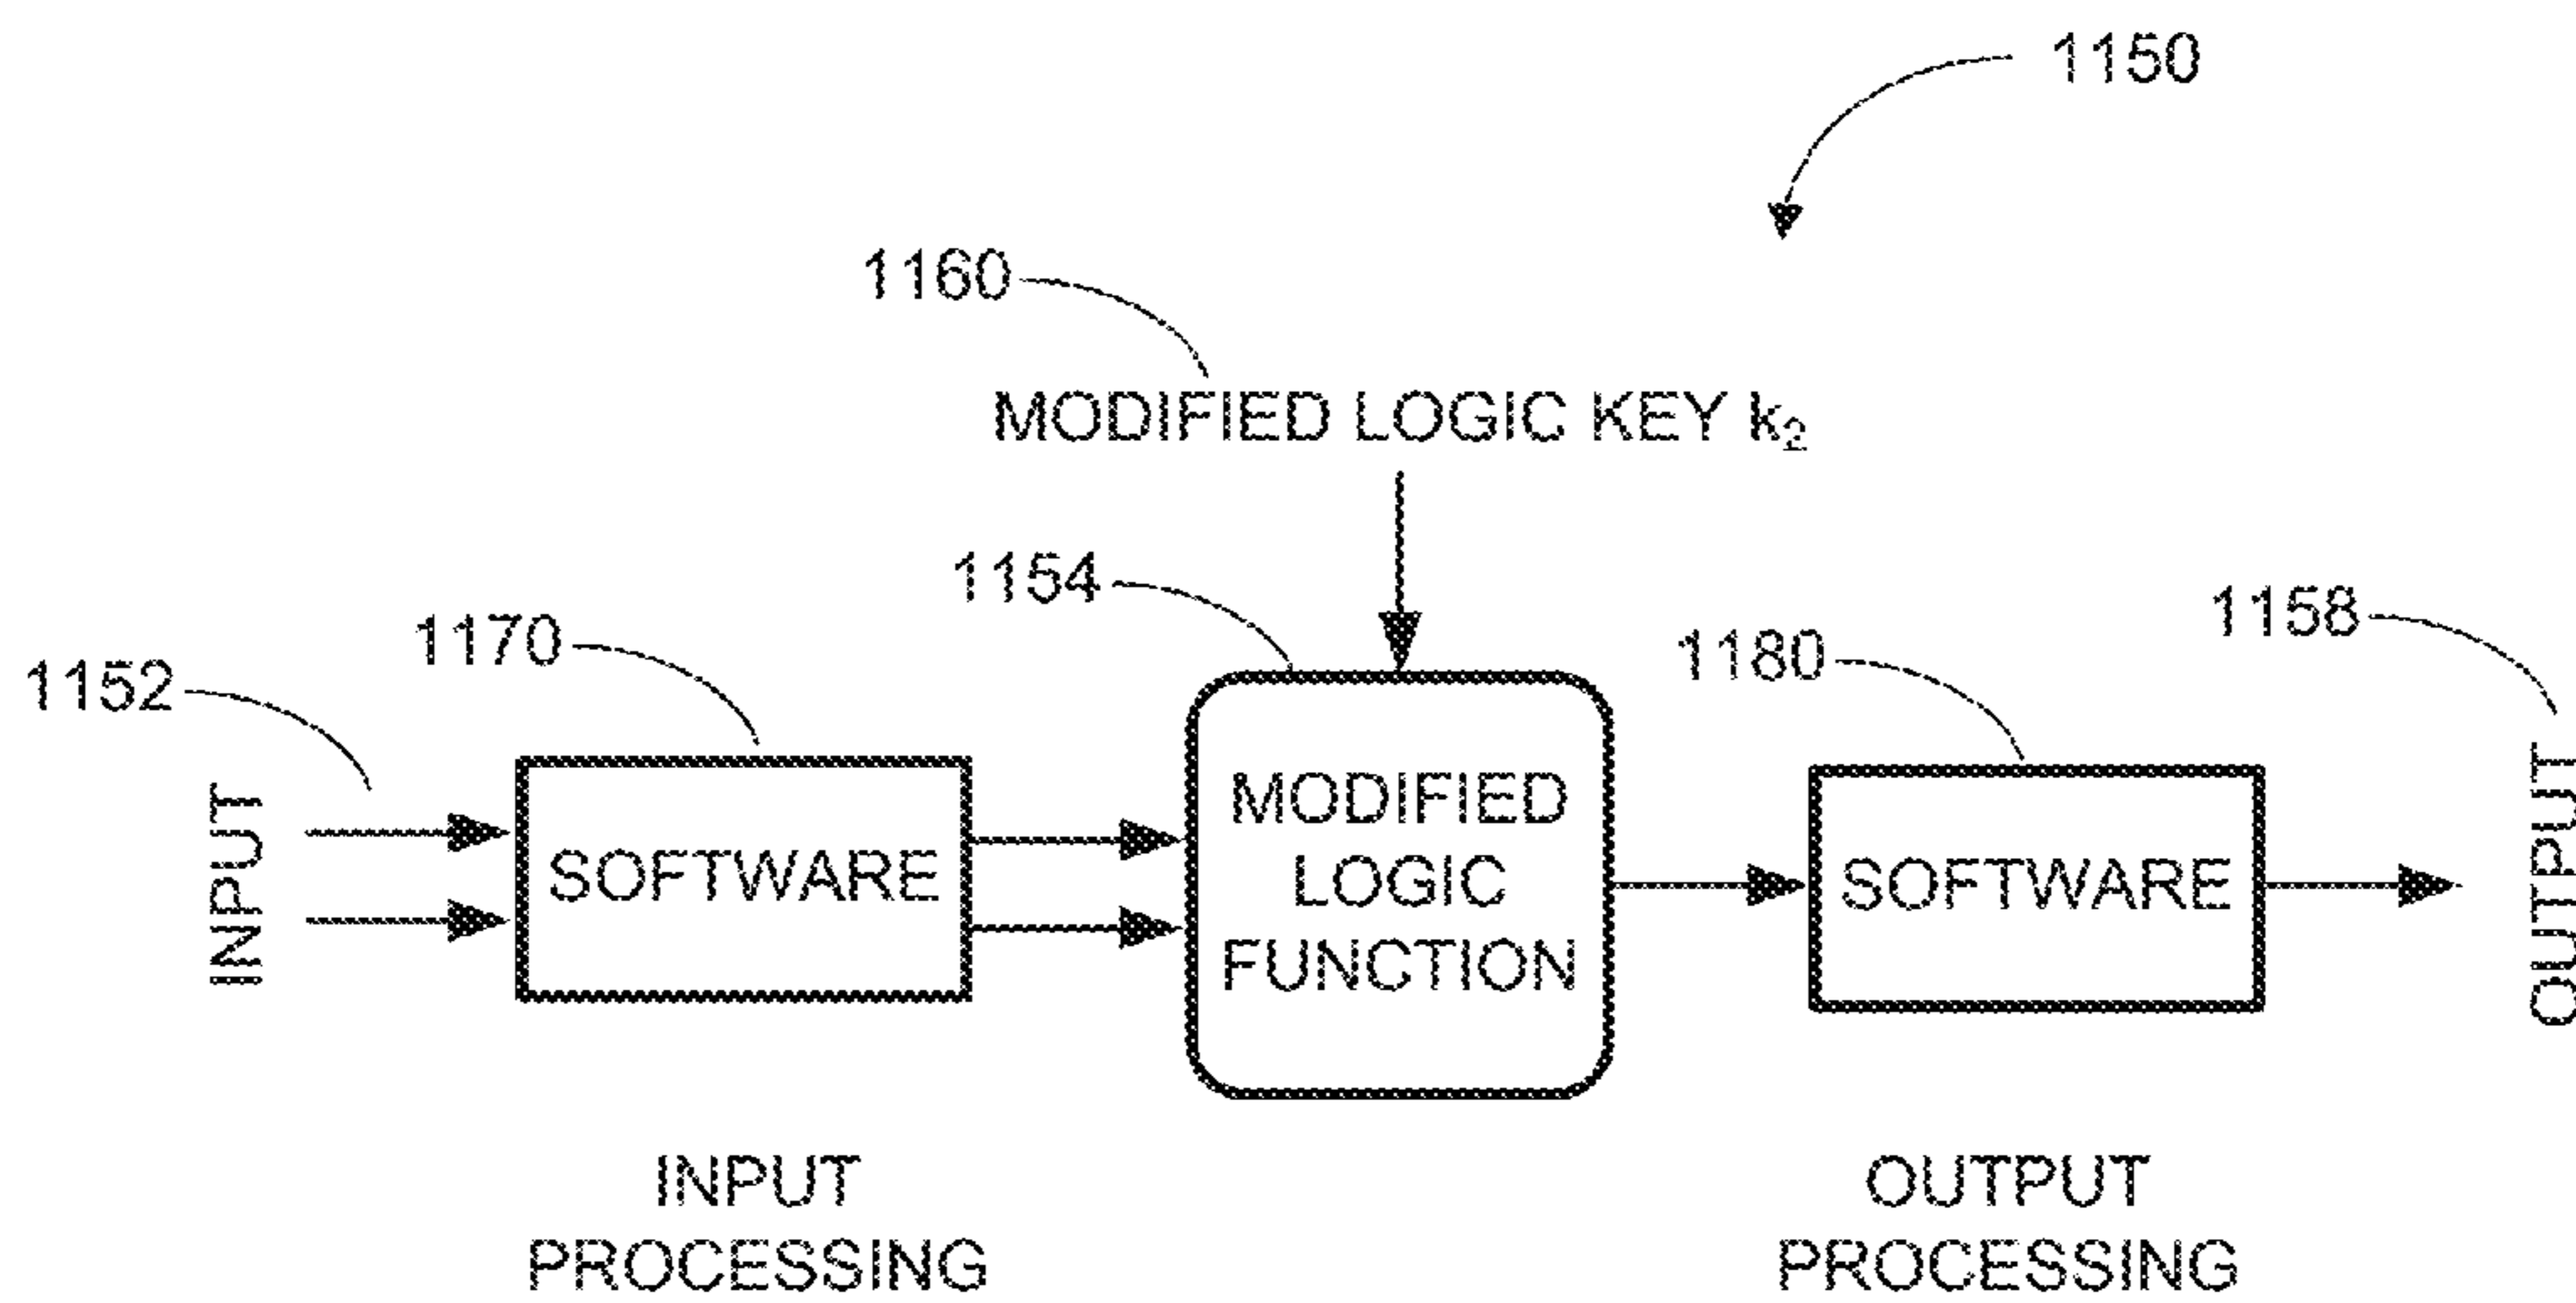 1150
1160
MODIFIED LOGIC KEY k₂
1154
1158
1170
1180
1152
INPUT
SOFTWARE
MODIFIED
LOGIC
FUNCTION
SOFTWARE
OUTPUT
INPUT
PROCESSING
OUTPUT
PROCESSING